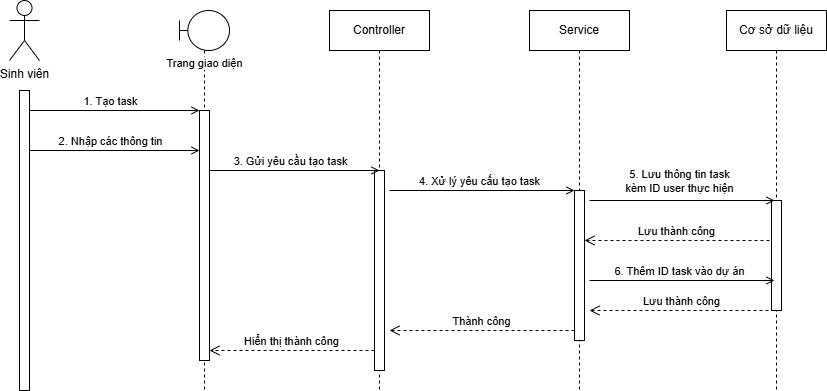 Sinh viên
Trang giao diện
Controller
Service
Cơ sở dữ liệu
1. Tạo task
2. Nhập các thông tin
3. Gửi yêu cầu tạo task
4. Xử lý yêu cấu tạo task
5. Lưu thông tin task
kèm ID user thực hiện
Lưu thành công
6. Thêm ID task vào dự án
Lưu thành công
Thành công
Hiển thị thành công